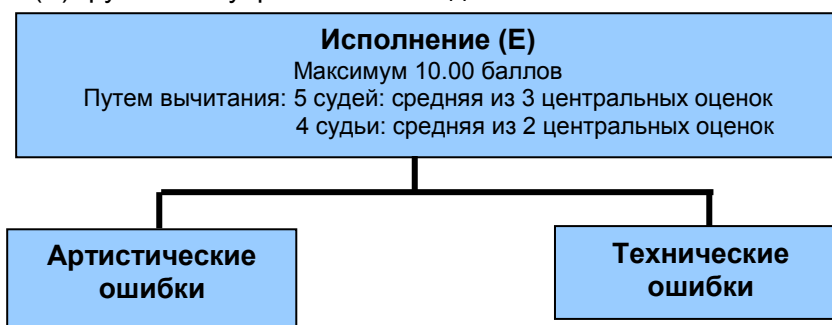 Исполнение (E)
Максимум 10.00 баллов
Путем вычитания: 5 судей: средняя из 3 центральных оценок
4 судьи: средняя из 2 центральных оценок
Артистические
ошибки
Технические
ошибки